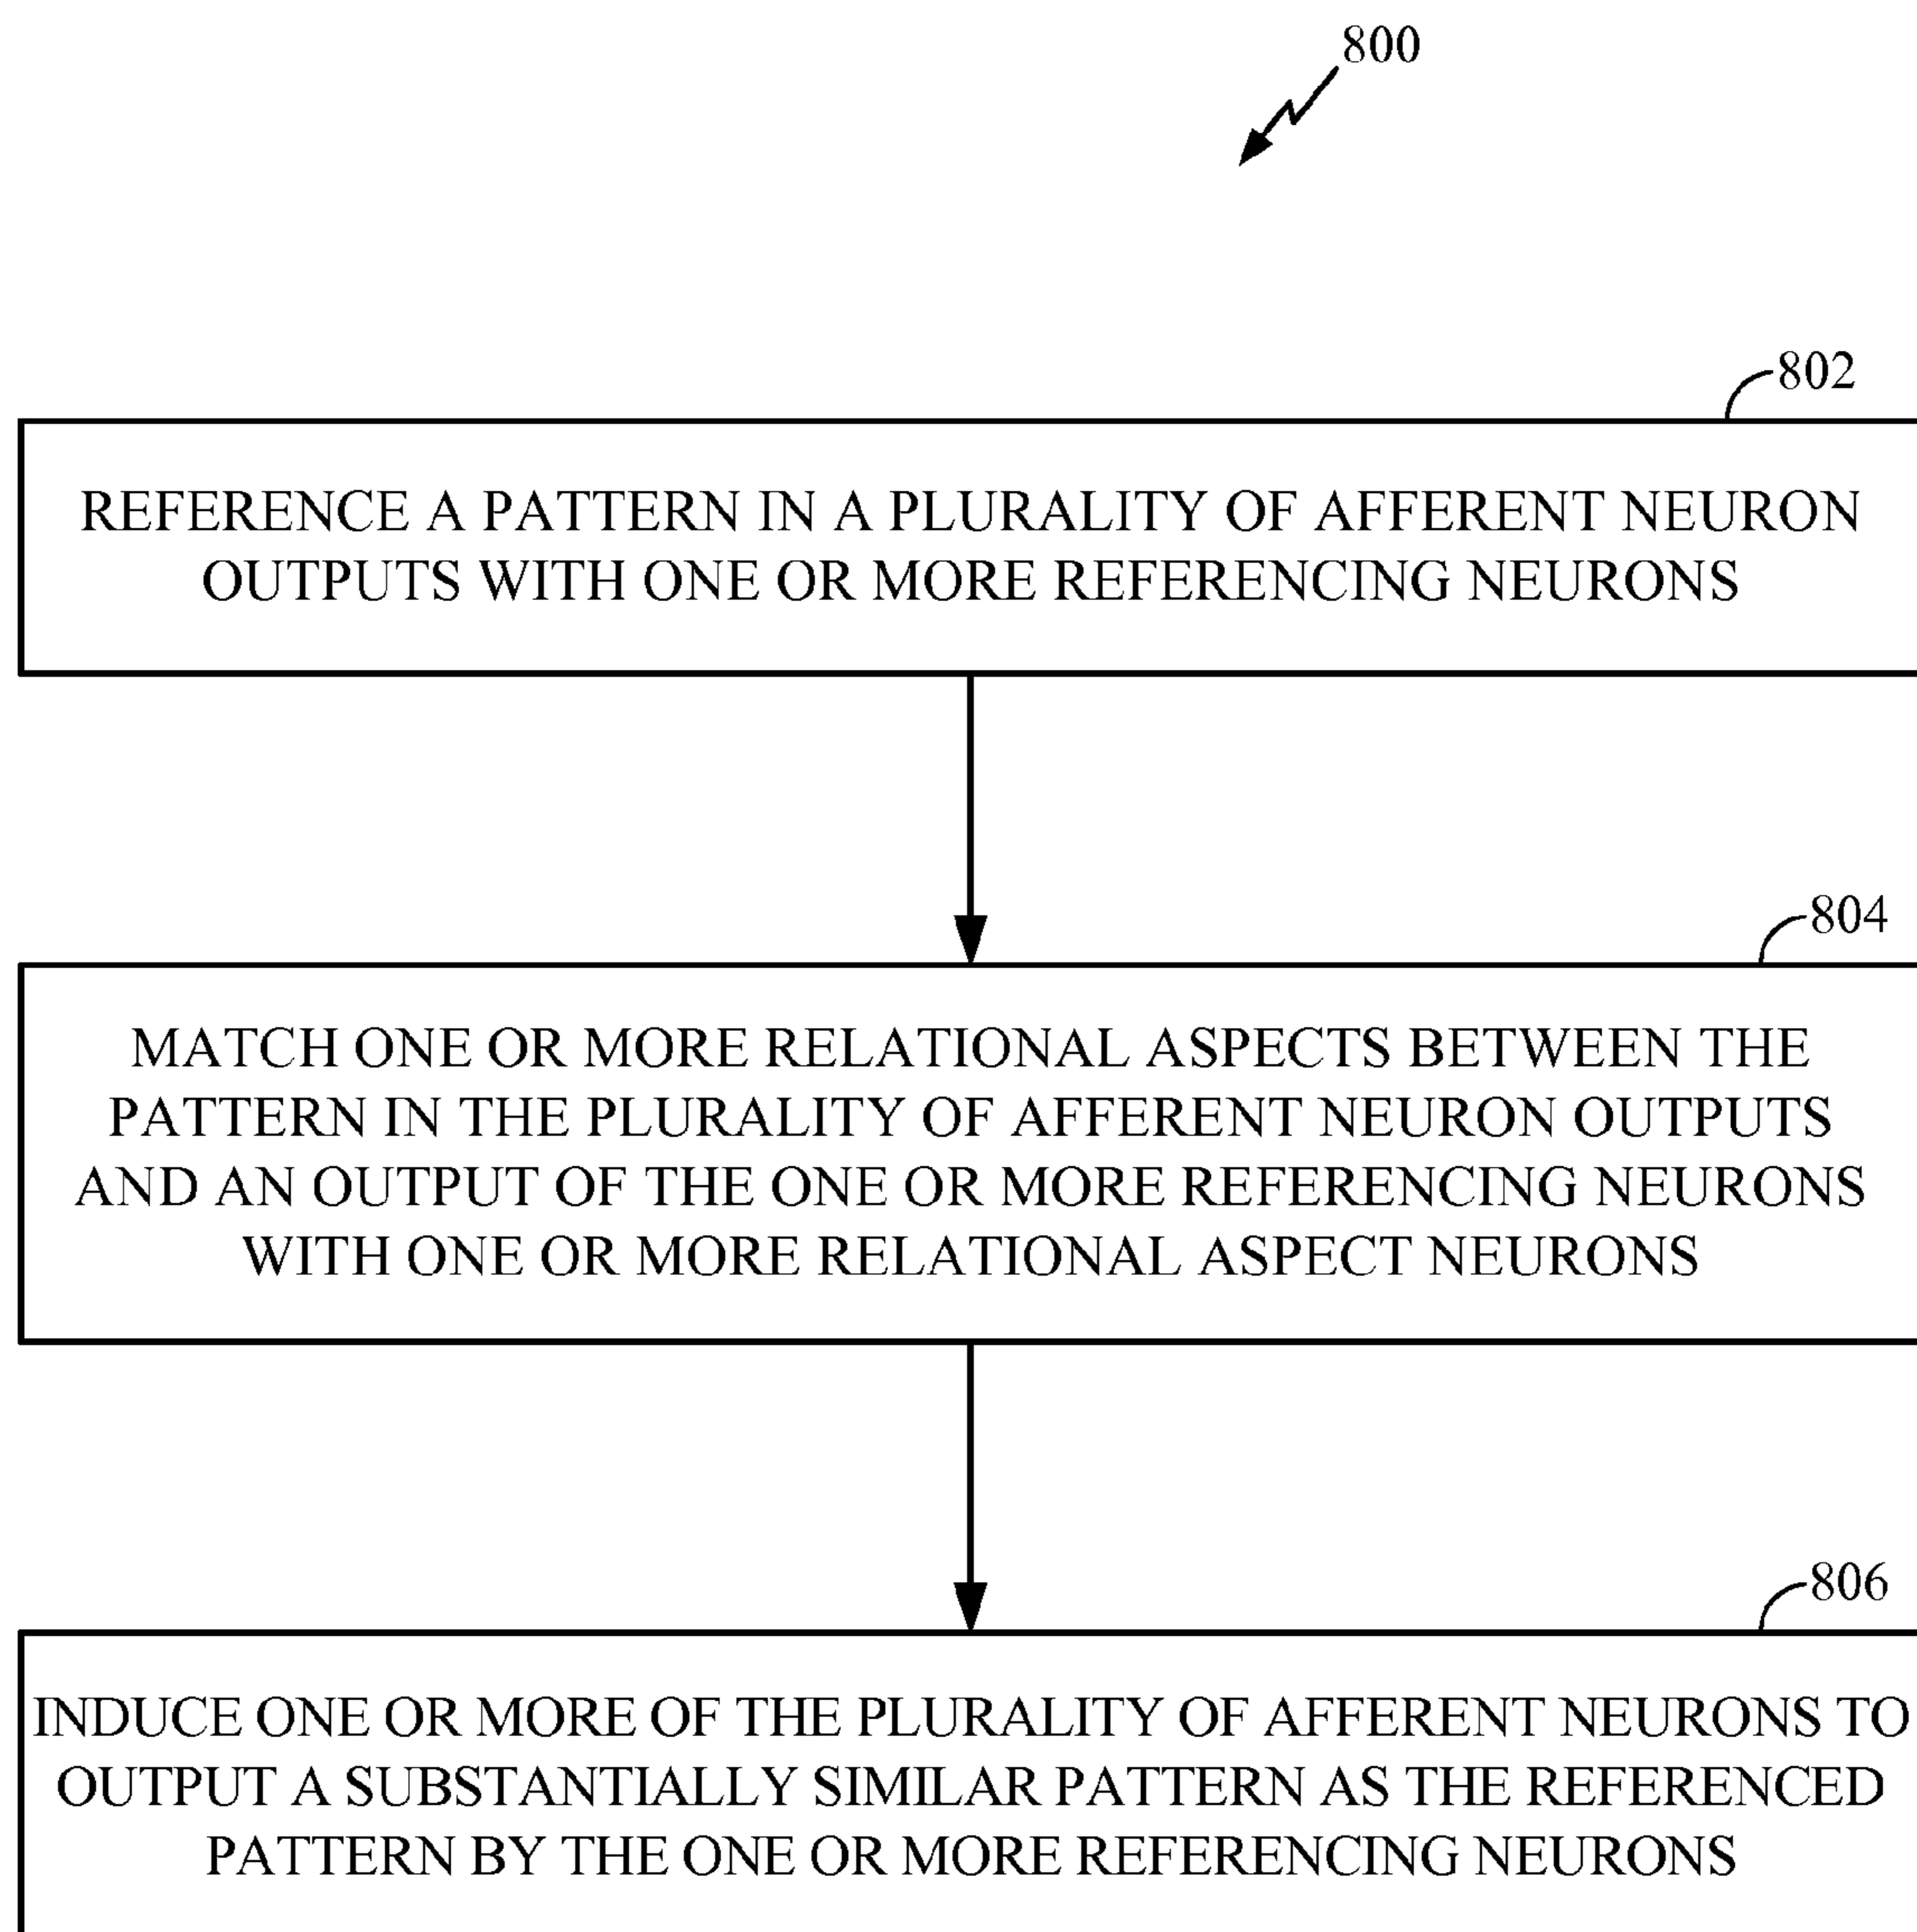 800
802
REFERENCE A PATTERN IN A PLURALITY OF AFFERENT NEURON
OUTPUTS WITH ONE OR MORE REFERENCING NEURONS
804
MATCH ONE OR MORE RELATIONAL ASPECTS BETWEEN THE
PATTERN IN THE PLURALITY OF AFFERENT NEURON OUTPUTS
AND AN OUTPUT OF THE ONE OR MORE REFERENCING NEURONS
WITH ONE OR MORE RELATIONAL ASPECT NEURONS
806
INDUCE ONE OR MORE OF THE PLURALITY OF AFFERENT NEURONS TO
OUTPUT A SUBSTANTIALLY SIMILAR PATTERN AS THE REFERENCED
PATTERN BY THE ONE OR MORE REFERENCING NEURONS